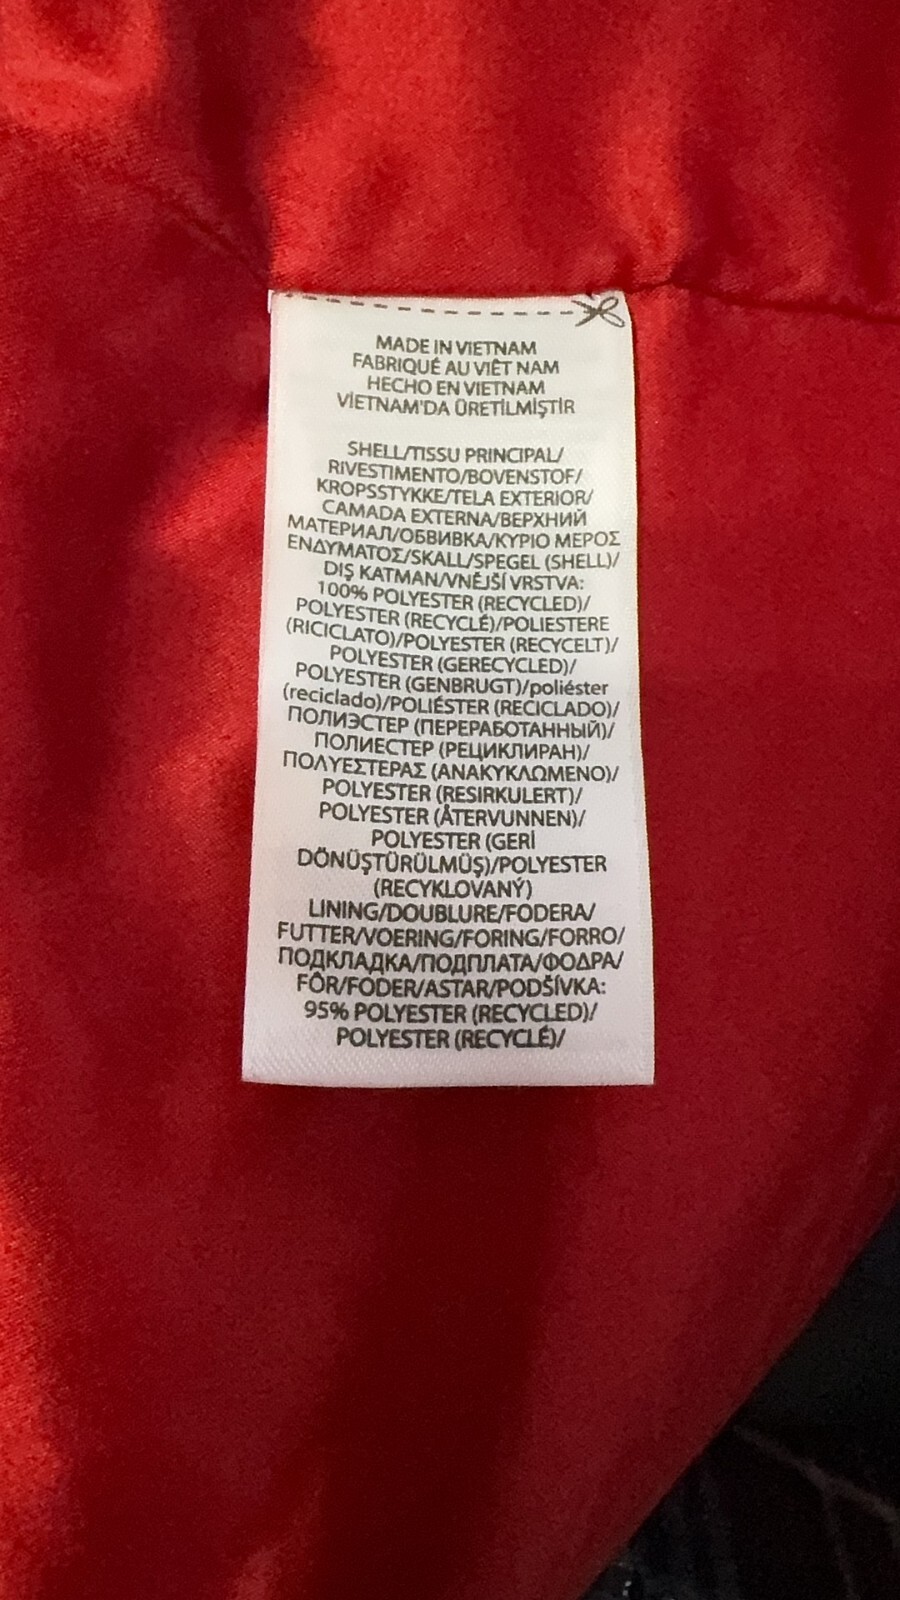 MADE IN VIETNAM
FABRIQUÉ AU VIÊT NAM
HECHO EN VIETNAM
VİETNAM'DA ÜRETİLMİŞTİR
SHELL/TISSU PRINCIPAL/
RIVESTIMENTO/BOVENSTOF/
KROPSSTYKKE/TELA EXTERIOR/
CAMADA EXTERNA/ВЕРХНИЙ
МАТЕРИАЛ/ОБВИВКА/ΚΥΡΙΟ ΜΕΡΟΣ
ΕΝΔΥΜΑΤΟΣ/SKALL/SPEGEL (SHELL)/
DIŞ KATMAN/VNĚJŠÍ VRSTVA:
100% POLYESTER (RECYCLED)/
POLYESTER (RECYCLÉ)/POLIESTERE
(RICICLATO)/POLYESTER (RECYCELT)/
POLYESTER (GERECYCLED)/
POLYESTER (GENBRUGT)/poliéster
(reciclado)/POLIÉSTER (RECICLADO)/
ПОЛИЭСТЕР (ПЕРЕРАБОТАННЫЙ)/
ПОЛИЕСТЕР (РЕЦИКЛИРАН)/
ΠΟΛΥΕΣΤΕΡΑΣ (ΑΝΑΚΥΚΛΩΜΕΝΟ)/
POLYESTER (RESIRKULERT)/
POLYESTER (ÅTERVUNNEN)/
POLYESTER (GERİ
DÖNÜŞTÜRÜLMÜŞ)/POLYESTER
(RECYKLOVANÝ)
LINING/DOUBLURE/FODERA/
FUTTER/VOERING/FORING/FORRO/
ПОДКЛАДКА/ПОДПЛАТА/ΦΟΔΡΑ/
FÔR/FODER/ASTAR/PODŠÍVKA:
95% POLYESTER (RECYCLED)/
POLYESTER (RECYCLÉ)/